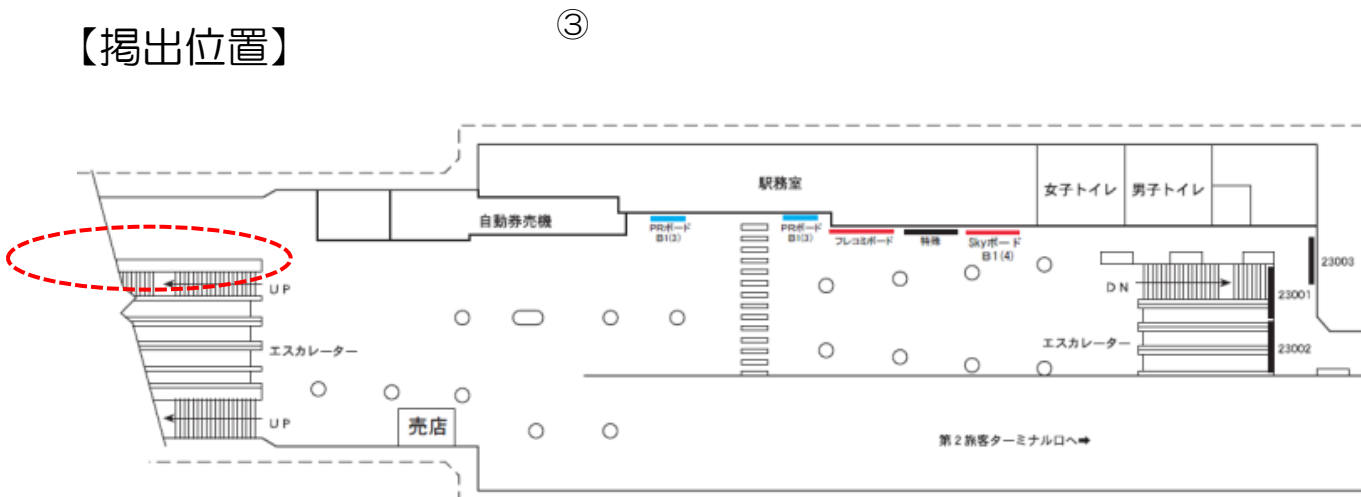 ③
【掲出位置】
駅務室
女子トイレ
男子トイレ
自動券売機
PRボード
B1(3)
PRボード
B1(3)
フレコミボード
特殊
Skyボード
B1(4)
23003
UP
DN
23001
エスカレーター
エスカレーター
23002
UP
売店
第2旅客ターミナル口へ➡